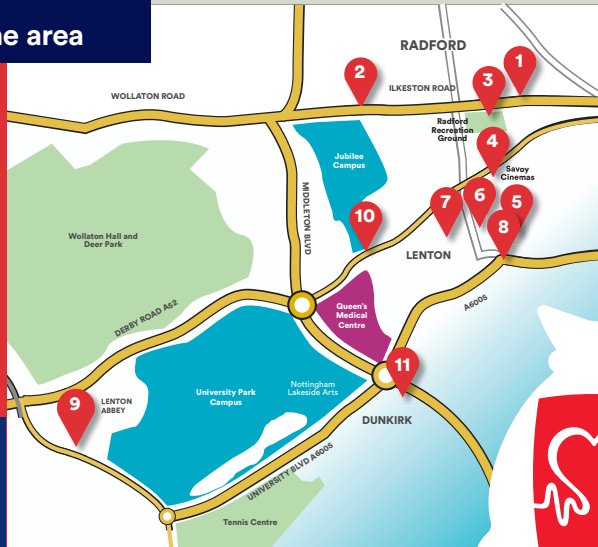 he area
RADFORD
1
2
3
ILKESTON ROAD
WOLLATON ROAD
Radford
Recreation
Ground
4
Jubilee
Campus
Savoy
Cinemas
MIDDLETON BLVD
7
6
5
10
8
Wollaton Hall and
Deer Park
LENTON
DERBY ROAD A52
A6005
Queen's
Medical
Centre
11
9
LENTON
ABBEY
University Park
Campus
Nottingham
Lakeside Arts
DUNKIRK
UNIVERSITY BLVD A6005
Tennis Centre